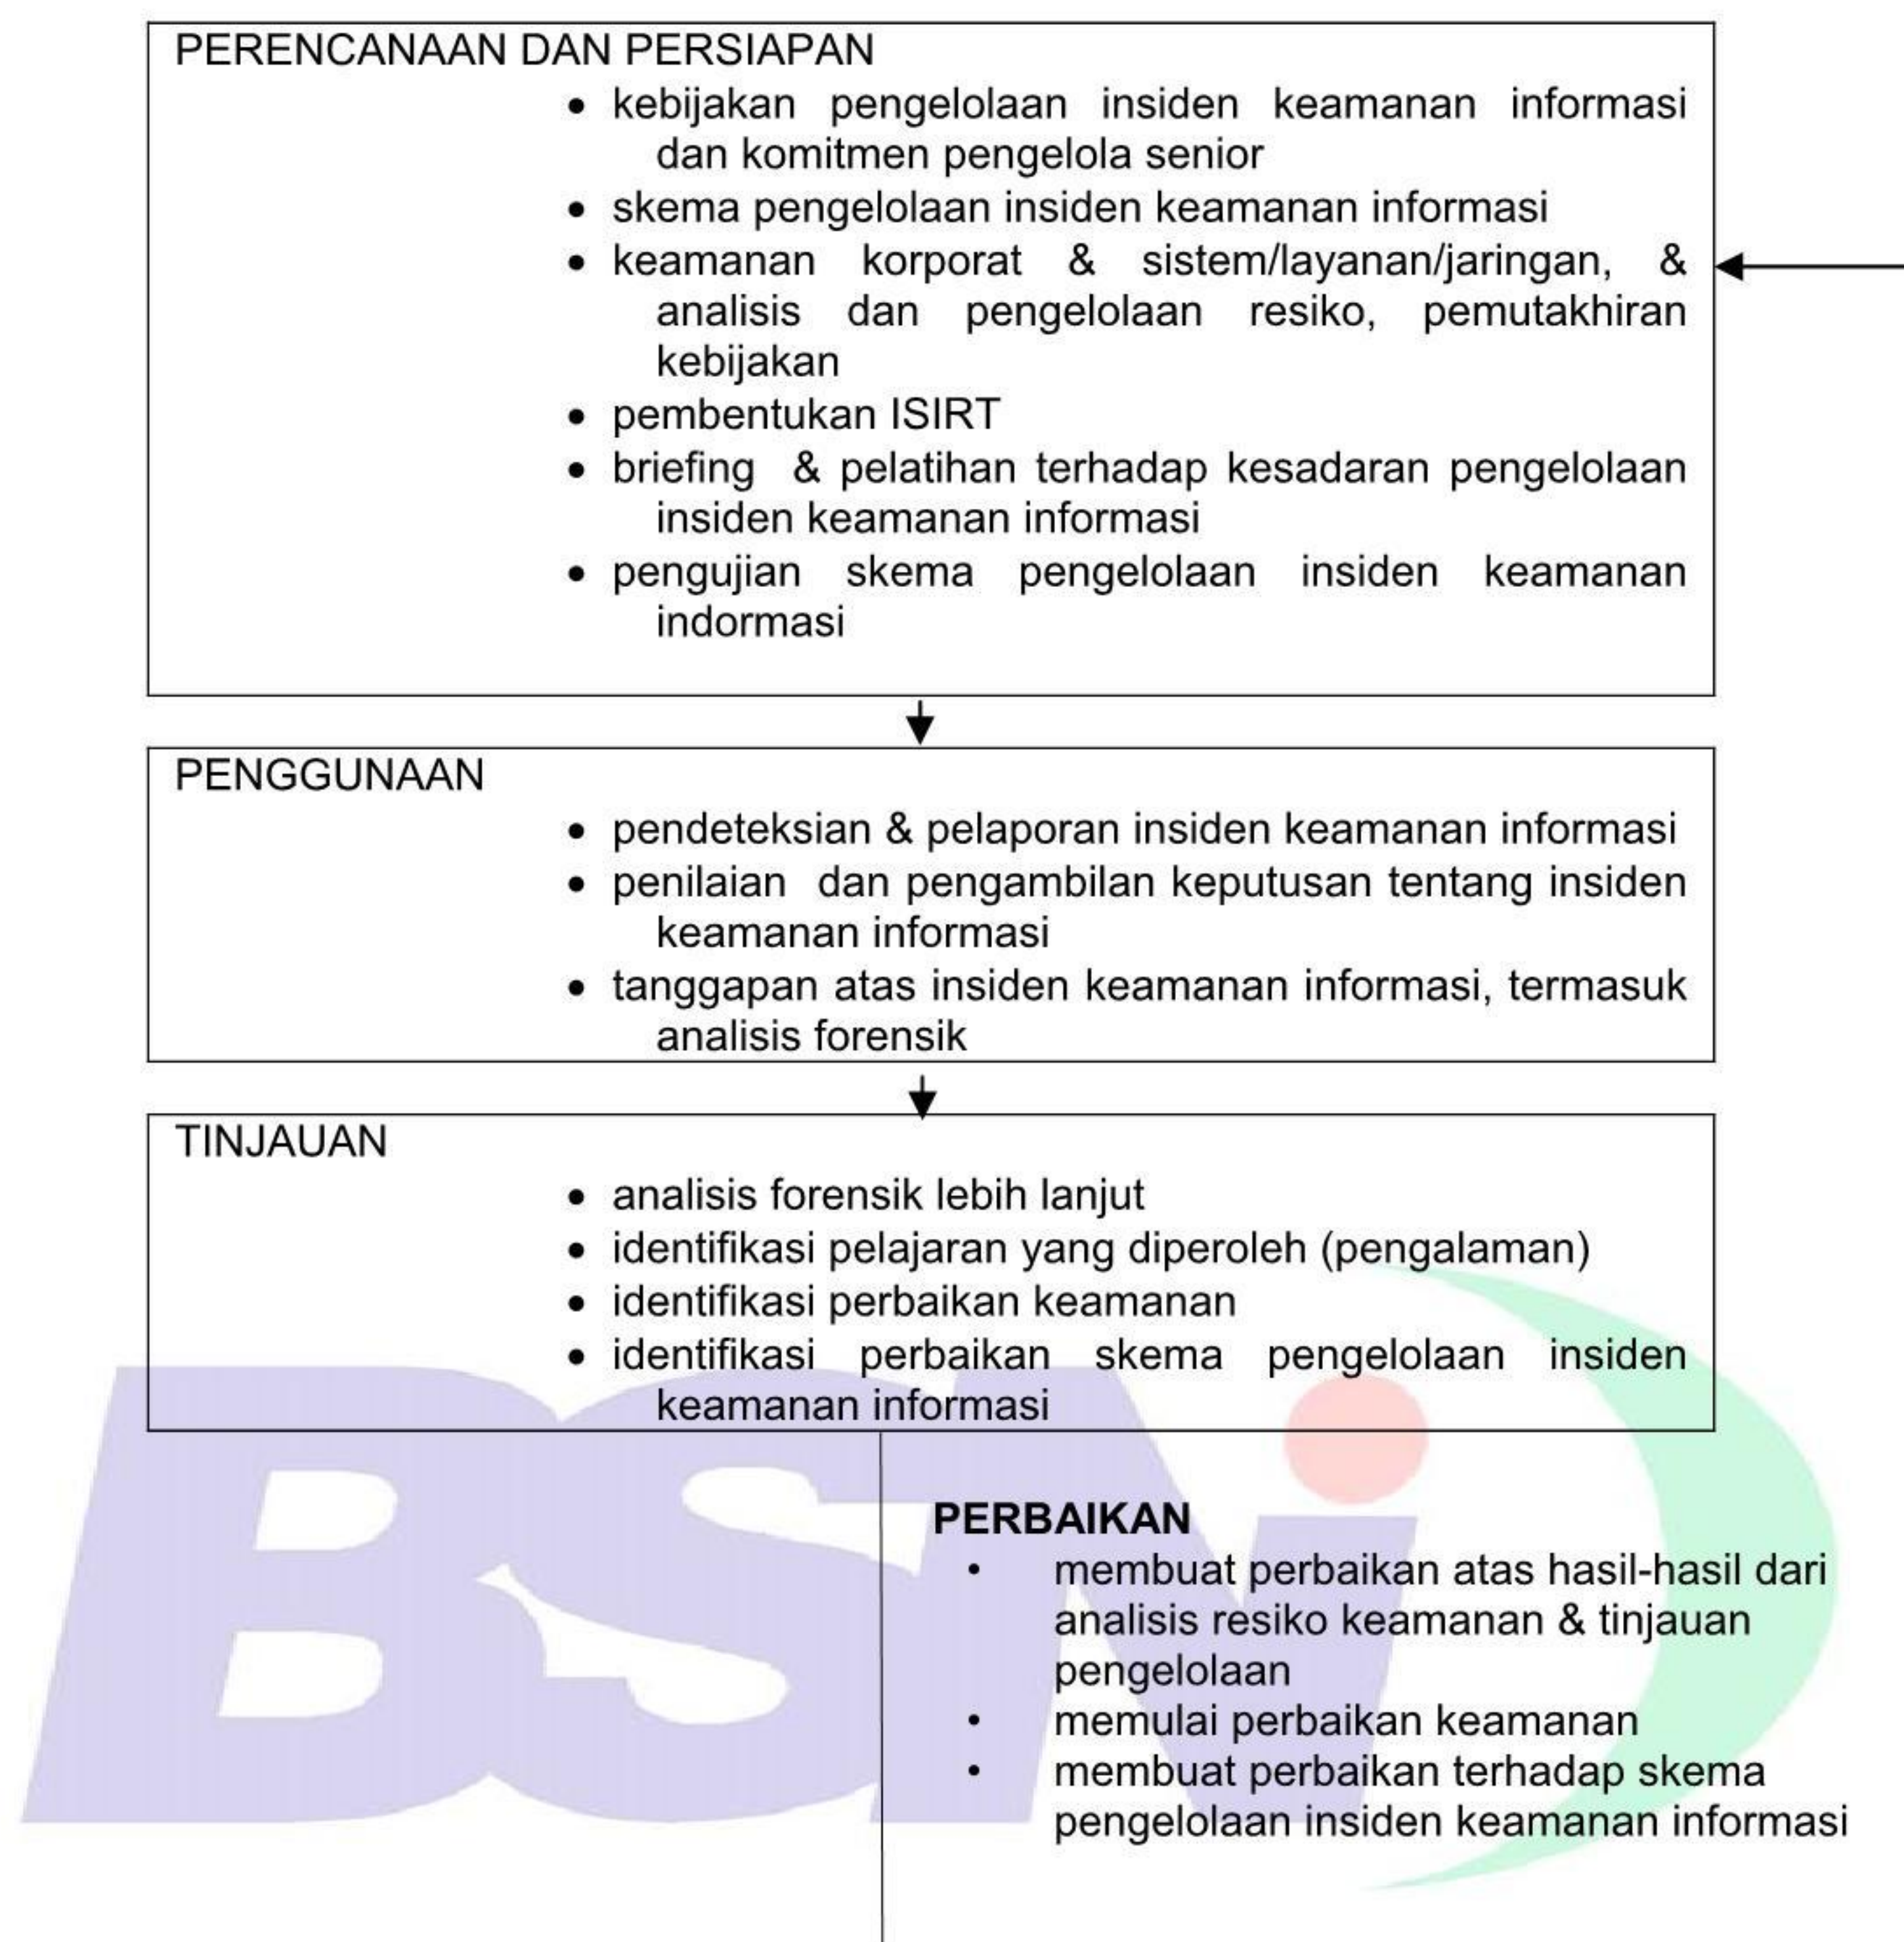 PERENCANAAN DAN PERSIAPAN
• kebijakan pengelolaan insiden keamanan informasi
dan komitmen pengelola senior
• skema pengelolaan insiden keamanan informasi
• keamanan korporat & sistem/layanan/jaringan, &
analisis dan pengelolaan resiko, pemutakhiran
kebijakan
• pembentukan ISIRT
• briefing & pelatihan terhadap kesadaran pengelolaan
insiden keamanan informasi
• pengujian skema pengelolaan insiden keamanan
indormasi
PENGGUNAAN
• pendeteksian & pelaporan insiden keamanan informasi
• penilaian dan pengambilan keputusan tentang insiden
keamanan informasi
• tanggapan atas insiden keamanan informasi, termasuk
analisis forensik
TINJAUAN
• analisis forensik lebih lanjut
• identifikasi pelajaran yang diperoleh (pengalaman)
• identifikasi perbaikan keamanan
• identifikasi perbaikan skema pengelolaan insiden
keamanan informasi
BSNi
PERBAIKAN
• membuat perbaikan atas hasil-hasil dari
analisis resiko keamanan & tinjauan
pengelolaan
• memulai perbaikan keamanan
• membuat perbaikan terhadap skema
pengelolaan insiden keamanan informasi